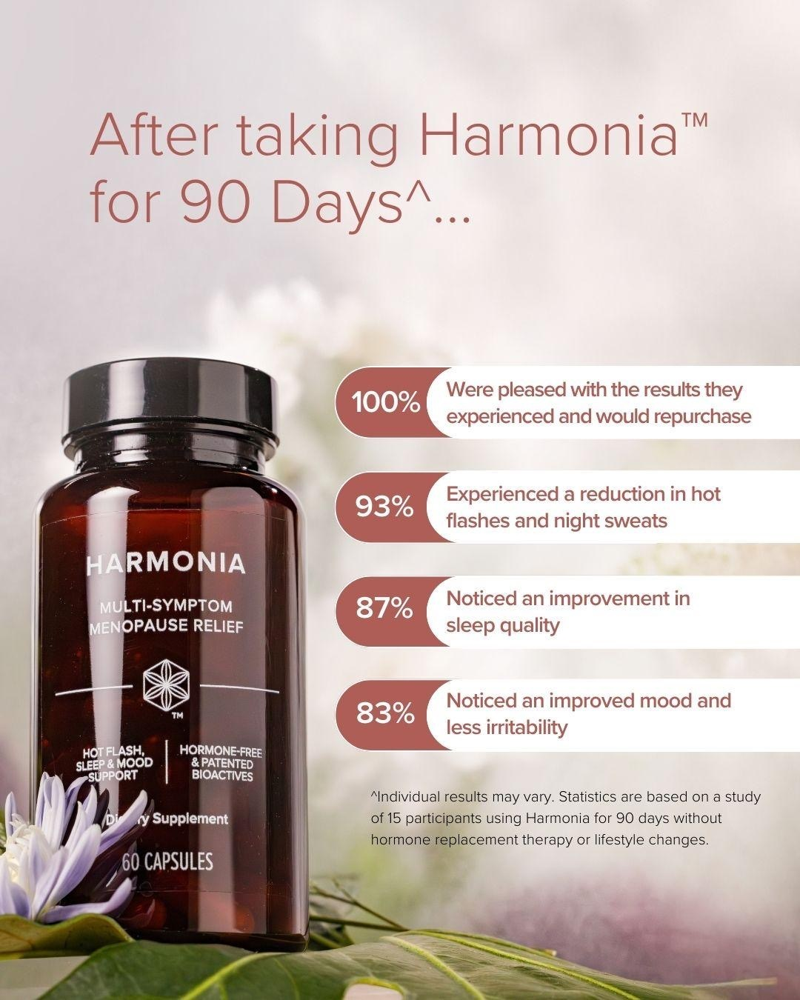 After taking Harmonia™
for 90 Days^...
100%
Were pleased with the results they
experienced and would repurchase
93%
Experienced a reduction in hot
flashes and night sweats
87%
Noticed an improvement in
sleep quality
83%
Noticed an improved mood and
less irritability
^Individual results may vary. Statistics are based on a study
of 15 participants using Harmonia for 90 days without
hormone replacement therapy or lifestyle changes.
HARMONIA
MULTI-SYMPTOM
MENOPAUSE RELIEF
TM
HOT FLASH,
SLEEP & MOOD
SUPPORT
HORMONE-FREE
& PATENTED
BIOACTIVES
Supplement
60 CAPSULES